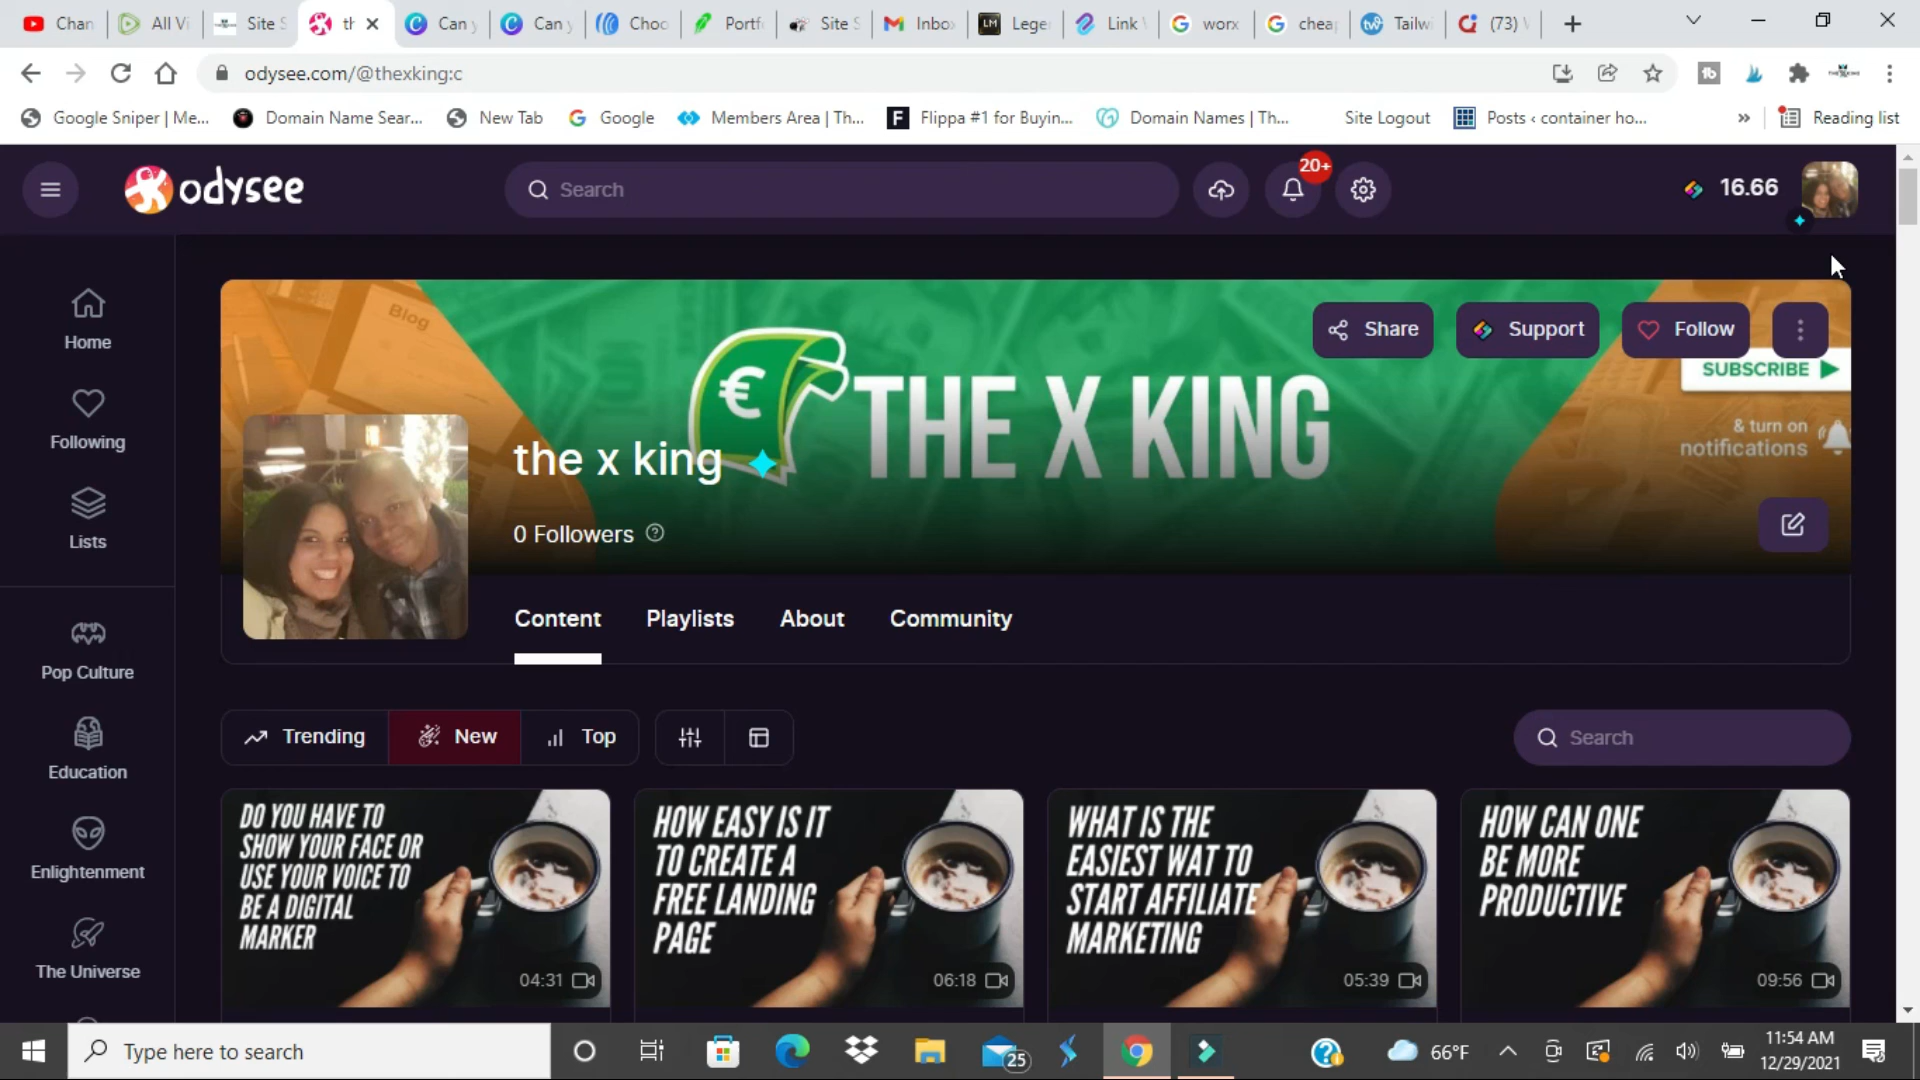 Chan
All Vi
Site S
th
Can y
Can y
Choo
Portf
Site S
Inbo
LM
Lege
Link
worx
cheap
Tailw
(73)
odysee.com/@thexking:c
Google Sniper | Me...
Domain Name Sear...
New Tab
Google
Members Area | Th...
Flippa #1 for Buyin...
Domain Names | Th...
Site Logout
Posts ‹ container ho...
»
Reading list
odysee
Search
20+
16.66
Home
Following
Lists
Pop Culture
Education
Enlightenment
The Universe
Blog
€ THE X KING
Share
Support
Follow
SUBSCRIBE
& turn on
notifications
the x king
0 Followers
Content
Playlists
About
Community
Trending
New
Top
Search
DO YOU HAVE TO
SHOW YOUR FACE OR
USE YOUR VOICE TO
BE A DIGITAL
MARKER
04:31
HOW EASY IS IT
TO CREATE A
FREE LANDING
PAGE
06:18
WHAT IS THE
EASIEST WAT TO
START AFFILIATE
MARKETING
05:39
HOW CAN ONE
BE MORE
PRODUCTIVE
09:56
Type here to search
25
66°F
11:54 AM
12/29/2021